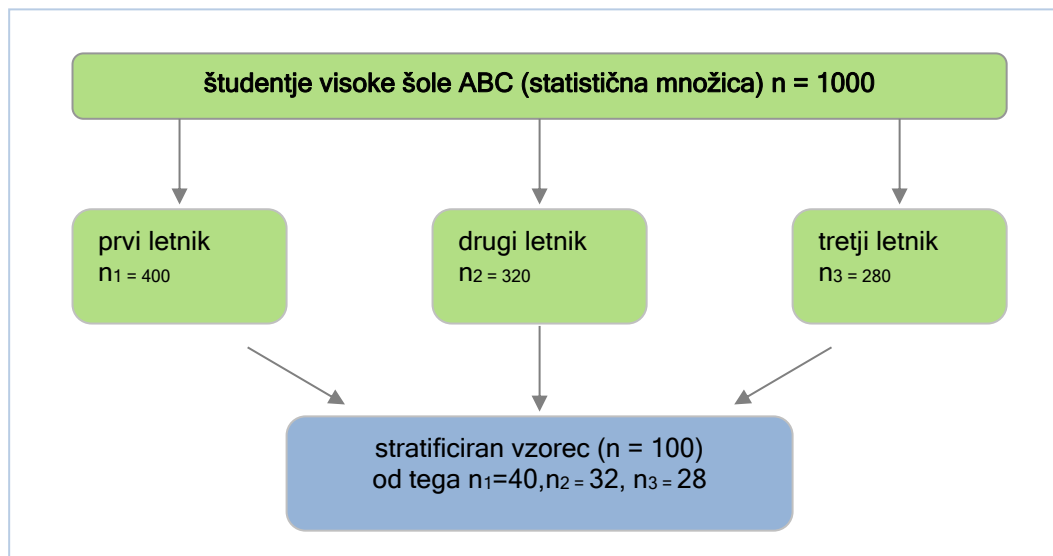 študentje visoke šole ABC (statistična množica) n = 1000
prvi letnik
n1 = 400
drugi letnik
n2 = 320
tretji letnik
n3 = 280
stratificiran vzorec (n = 100)
od tega n1=40,n2 = 32, n3 = 28